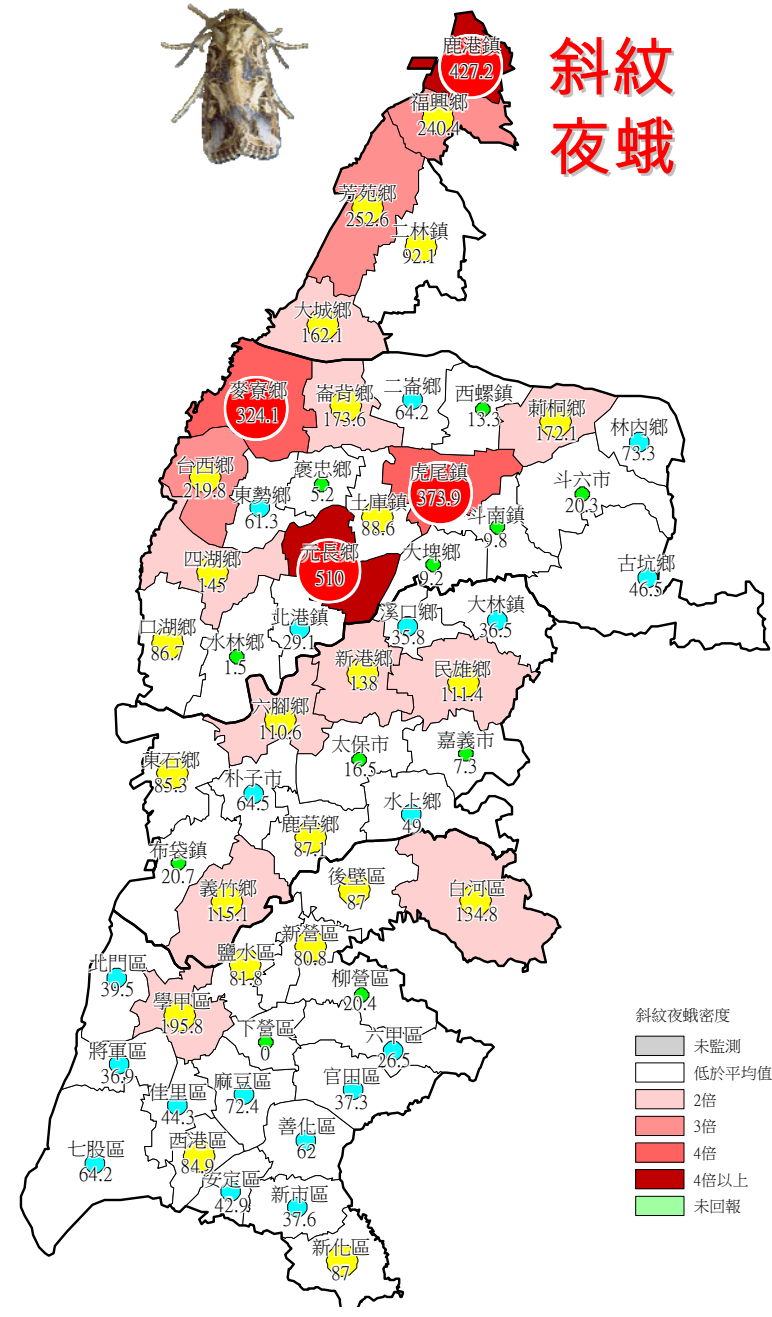 斜紋
夜蛾
鹿港鎮
427.2
福興鄉
240.4
芳苑鄉
252.6
二林鎮
92.1
大城鄉
162.1
麥寮鄉
324.1
崙背鄉
173.6
二崙鄉
64.2
西螺鎮
13.3
莿桐鄉
172.1
林內鄉
73.3
台西鄉
219.8
東勢鄉
61.3
褒忠鄉
5.2
土庫鎮
88.6
虎尾鎮
373.9
斗南鎮
9.8
斗六市
20.3
四湖鄉
145
元長鄉
510
大埤鄉
9.2
古坑鄉
46.5
口湖鄉
86.7
水林鄉
1.5
北港鎮
29.1
溪口鄉
35.8
大林鎮
36.5
新港鄉
138
民雄鄉
111.4
六腳鄉
110.6
太保市
16.5
嘉義市
7.3
東石鄉
85.3
朴子市
64.5
水上鄉
49
鹿草鄉
87.1
布袋鎮
20.7
義竹鄉
115.1
後壁區
87
白河區
134.8
新營區
80.8
鹽水區
81.8
北門區
39.5
柳營區
20.4
學甲區
195.8
下營區
0
六甲區
26.5
將軍區
36.9
佳里區
44.3
麻豆區
72.4
官田區
37.3
七股區
64.2
西港區
84.9
善化區
62
安定區
42.9
新市區
37.6
新化區
87
斜紋夜蛾密度
未監測
低於平均值
2倍
3倍
4倍
4倍以上
未回報